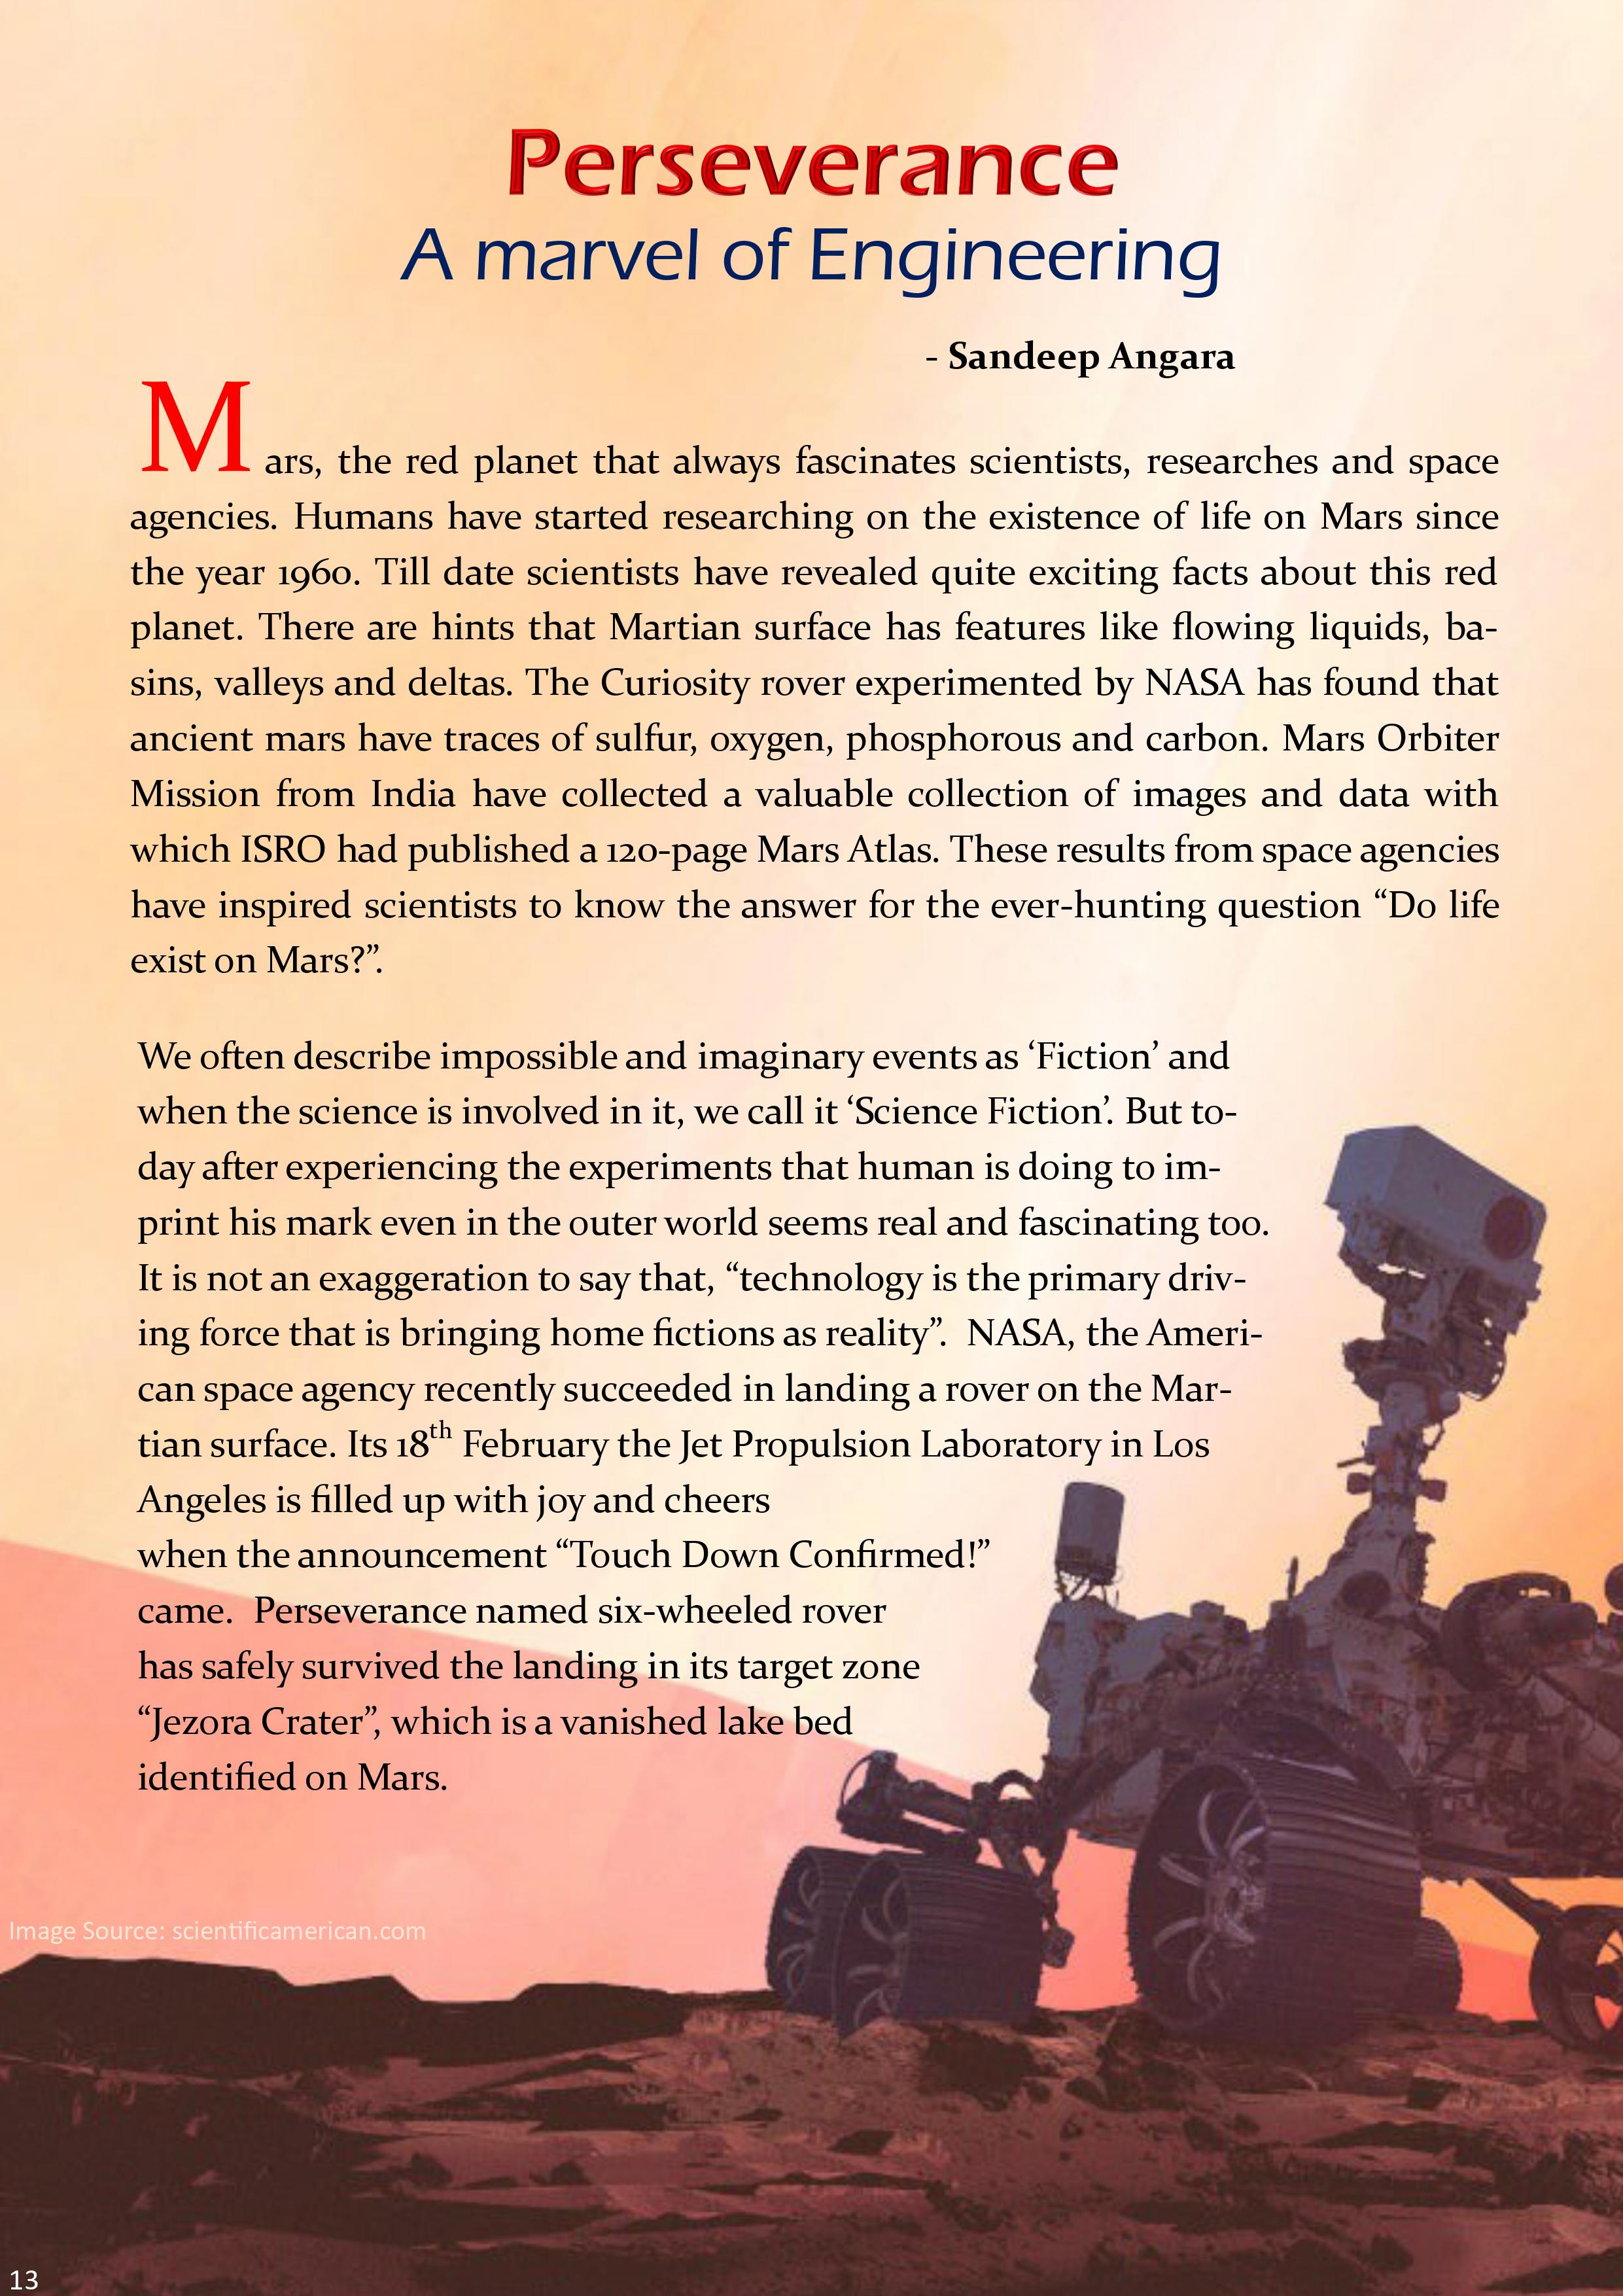 Perseverance
A marvel of Engineering
- Sandeep Angara
Mars, the red planet that always fascinates scientists, researches and space
agencies. Humans have started researching on the existence of life on Mars since
the year 1960. Till date scientists have revealed quite exciting facts about this red
planet. There are hints that Martian surface has features like flowing liquids, ba-
sins, valleys and deltas. The Curiosity rover experimented by NASA has found that
ancient mars have traces of sulfur, oxygen, phosphorous and carbon. Mars Orbiter
Mission from India have collected a valuable collection of images and data with
which ISRO had published a 120-page Mars Atlas. These results from space agencies
have inspired scientists to know the answer for the ever-hunting question “Do life
exist on Mars?”.
We often describe impossible and imaginary events as ‘Fiction’ and
when the science is involved in it, we call it ‘Science Fiction’. But to-
day after experiencing the experiments that human is doing to im-
print his mark even in the outer world seems real and fascinating too.
It is not an exaggeration to say that, “technology is the primary driv-
ing force that is bringing home fictions as reality”.  NASA, the Ameri-
can space agency recently succeeded in landing a rover on the Mar-
tian surface. Its 18th February the Jet Propulsion Laboratory in Los
Angeles is filled up with joy and cheers
when the announcement “Touch Down Confirmed!”
came.  Perseverance named six-wheeled rover
has safely survived the landing in its target zone
“Jezora Crater”, which is a vanished lake bed
identified on Mars.
Image Source: scientificamerican.com
13